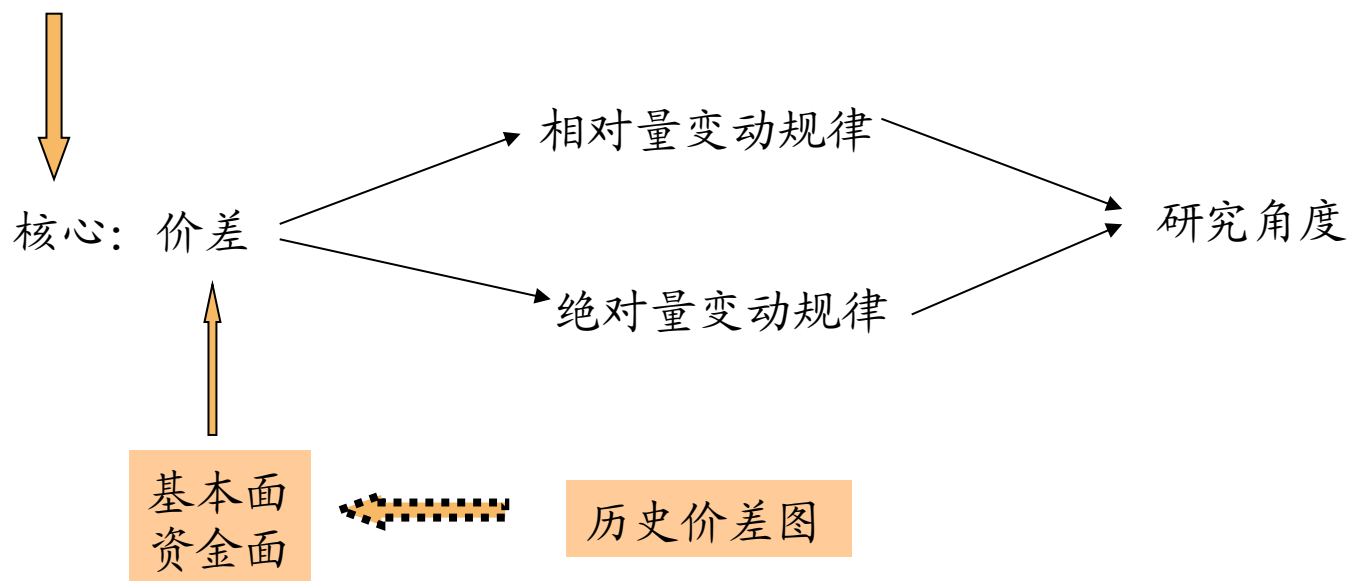 相对量变动规律
核心：价差
研究角度
绝对量变动规律
基本面
资金面
历史价差图